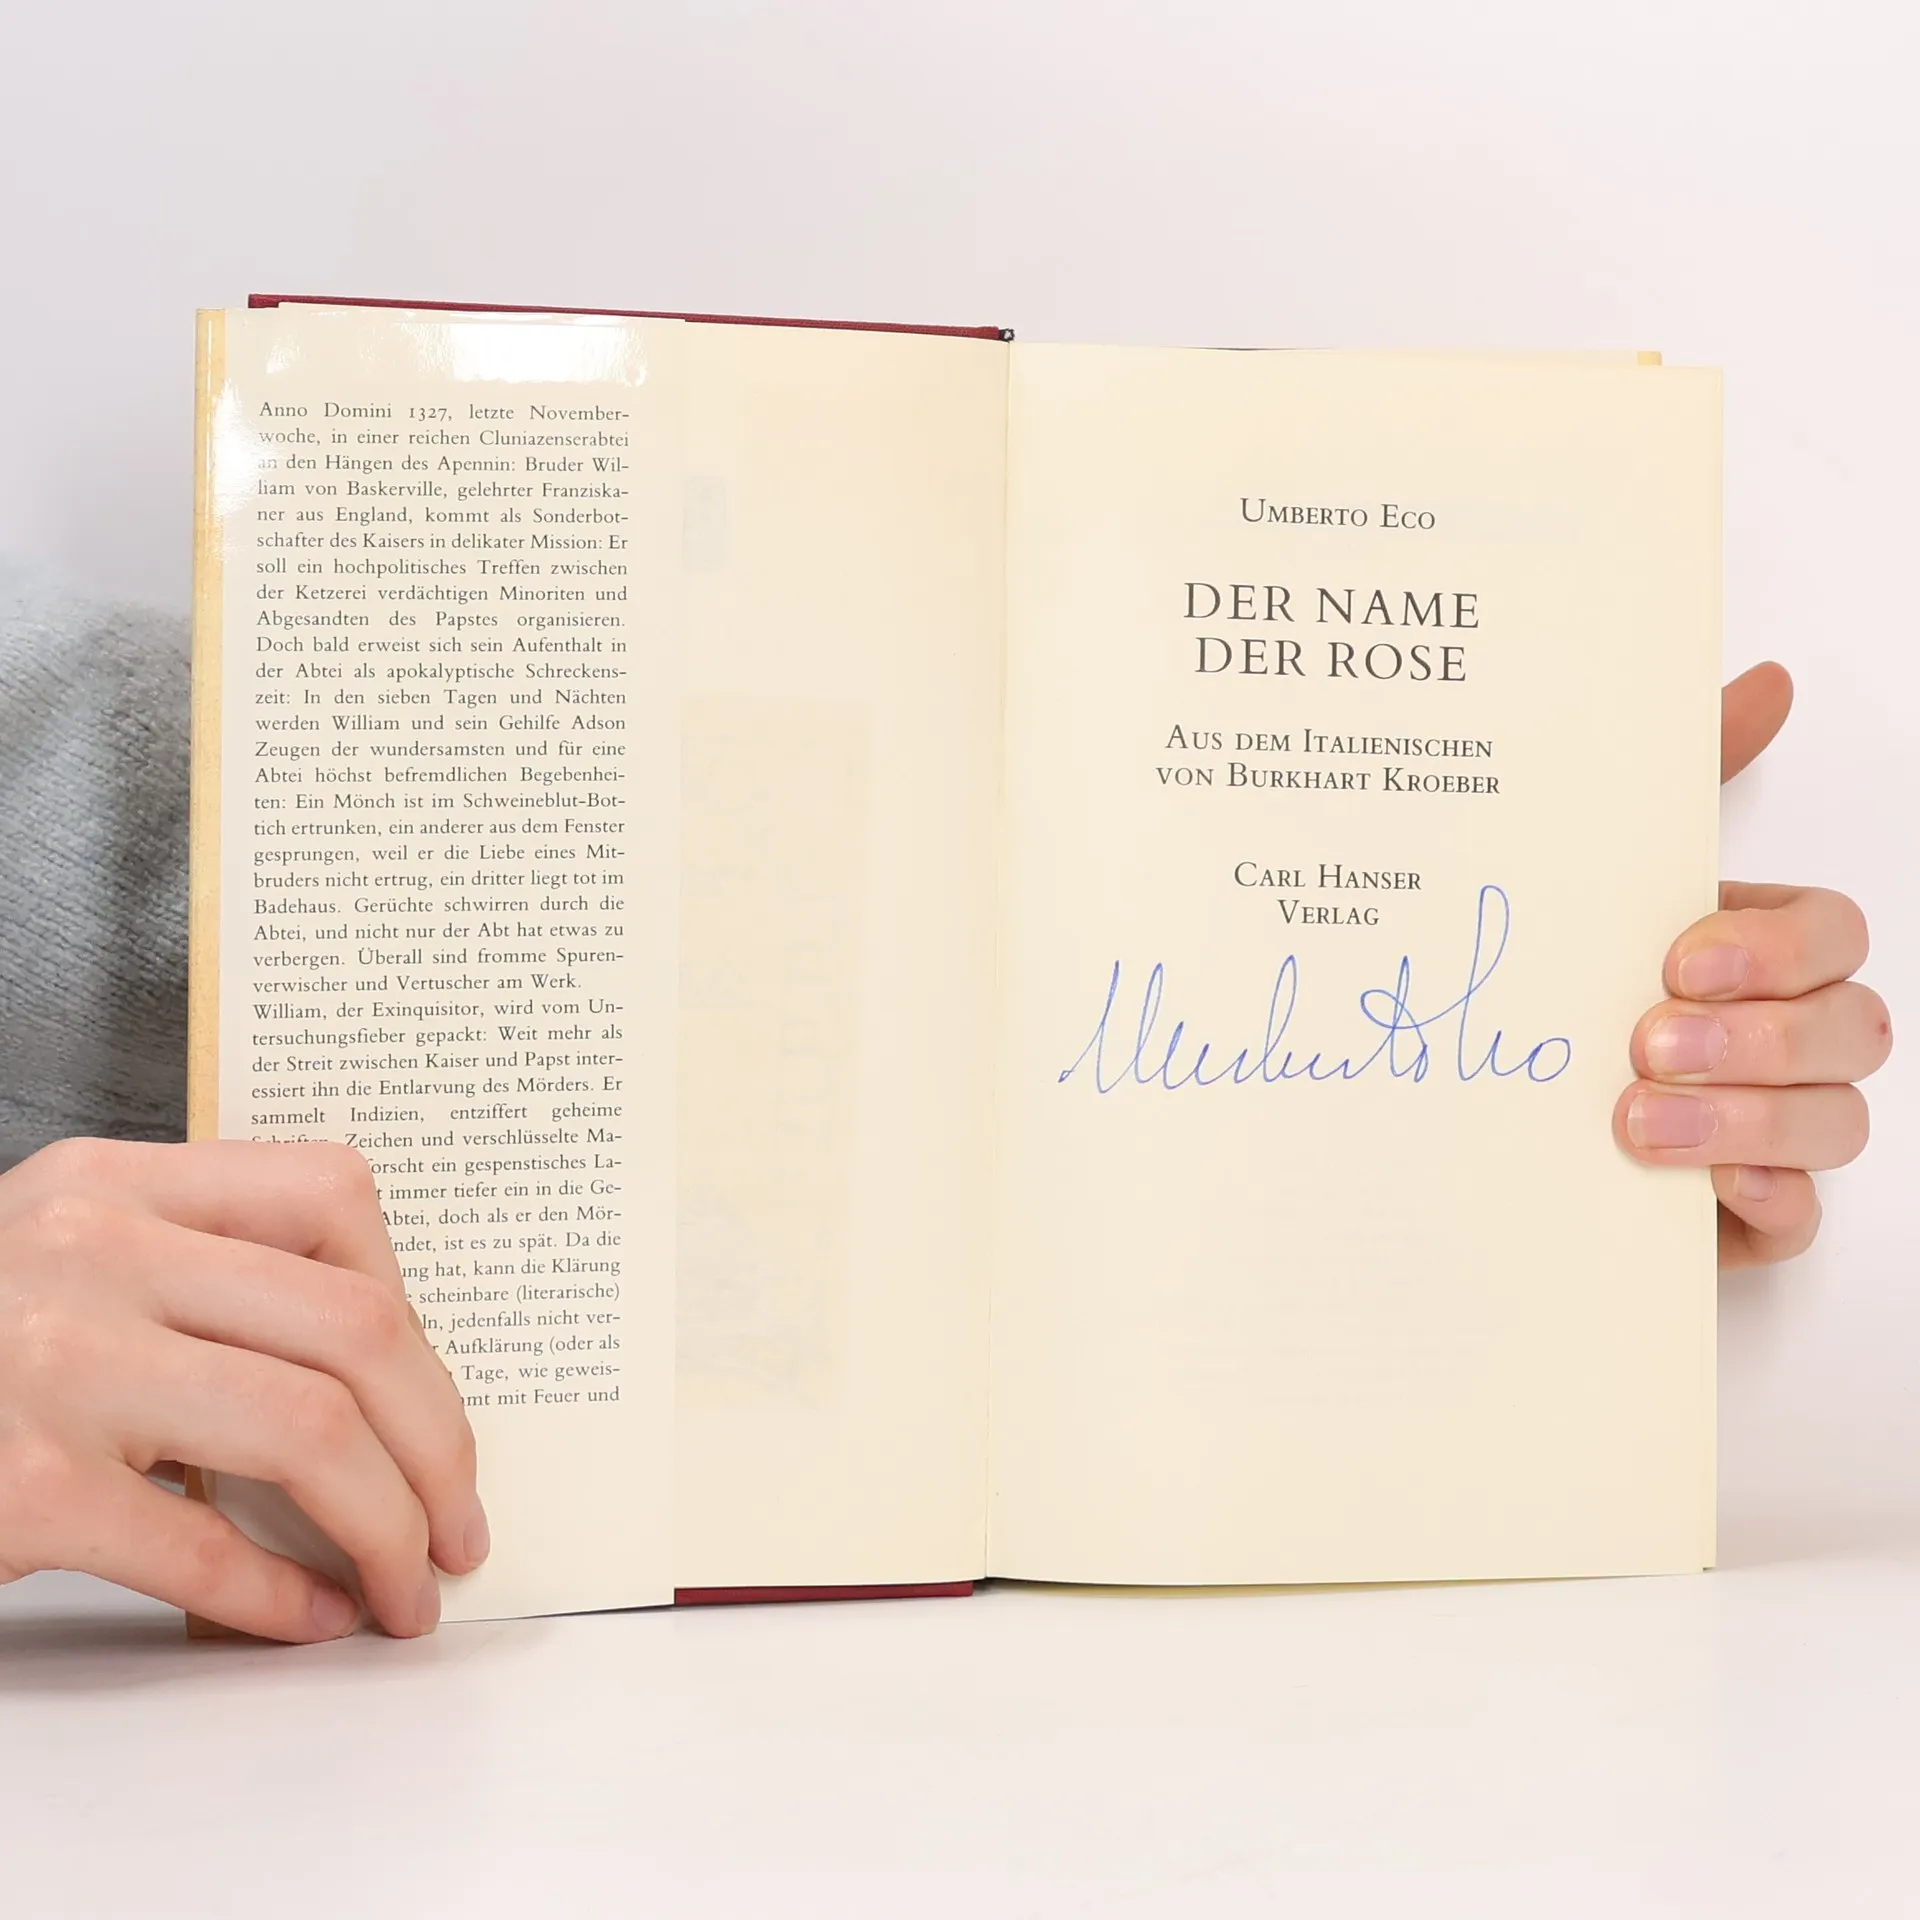 Anno Domini 1327, letzte November-
woche, in einer reichen Cluniazenserabtei
an den Hängen des Apennin: Bruder Wil-
liam von Baskerville, gelehrter Franziska-
ner aus England, kommt als Sonderbot-
schafter des Kaisers in delikater Mission: Er
soll ein hochpolitisches Treffen zwischen
der Ketzerei verdächtigen Minoriten und
Abgesandten des Papstes organisieren.
Doch bald erweist sich sein Aufenthalt in
der Abtei als apokalyptische Schreckens-
zeit: In den sieben Tagen und Nächten
werden William und sein Gehilfe Adson
Zeugen der wundersamsten und für eine
Abtei höchst befremdlichen Begebenhei-
ten: Ein Mönch ist im Schweineblut-Bot-
tich ertrunken, ein anderer aus dem Fenster
gesprungen, weil er die Liebe eines Mit-
bruders nicht ertrug, ein dritter liegt tot im
Badehaus. Gerüchte schwirren durch die
Abtei, und nicht nur der Abt hat etwas zu
verbergen. Überall sind fromme Spuren-
verwischer und Vertuscher am Werk.
William, der Exinquisitor, wird vom Un-
tersuchungsfieber gepackt: Weit mehr als
der Streit zwischen Kaiser und Papst inter-
essiert ihn die Entlarvung des Mörders. Er
sammelt Indizien, entziffert geheime
Schriften, Zeichen und verschlüsselte Ma-
forscht ein gespenstisches La-
immer tiefer ein in die Ge-
Abtei, doch als er den Mör-
ist es zu spät. Da die
hat, kann die Klärung
scheinbare (literarische)
jedenfalls nicht ver-
Aufklärung (oder als
Tage, wie geweis-
mit Feuer und
UMBERTO ECO
DER NAME
DER ROSE
AUS DEM ITALIENISCHEN
VON BURKHART KROEBER
CARL HANSER
VERLAG
Umberto Eco